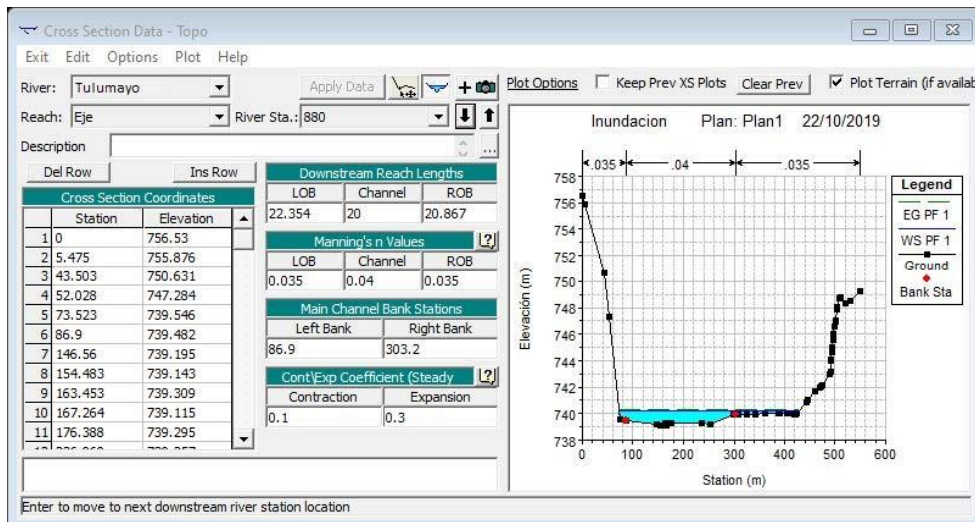 Cross Section Data - Topo
Exit Edit Options Plot Help
River: Tulumayo Apply Data Plot Options Keep Prev XS Plots Clear Prev Plot Terrain (if availab
Reach: Eje River Sta.: 880
Description ...
Del Row Ins Row
Cross Section Coordinates
Station Elevation
1 0 756.53
2 5.475 755.876
3 43.503 750.631
4 52.028 747.284
5 73.523 739.546
6 86.9 739.482
7 146.56 739.195
8 154.483 739.143
9 163.453 739.309
10 167.264 739.115
11 176.388 739.295
Downstream Reach Lengths
LOB Channel ROB
22.354 20 20.867
Manning's n Values ?
LOB Channel ROB
0.035 0.04 0.035
Main Channel Bank Stations
Left Bank Right Bank
86.9 303.2
Cont\Exp Coefficient (Steady ?
Contraction Expansion
0.1 0.3
Inundacion Plan: Plan1 22/10/2019
.035 .04 .035
758
756
754
752
750
748
746
744
742
740
738
Elevación (m)
0 100 200 300 400 500 600
Station (m)
Legend
EG PF 1
WS PF 1
Ground
Bank Sta
Enter to move to next downstream river station location